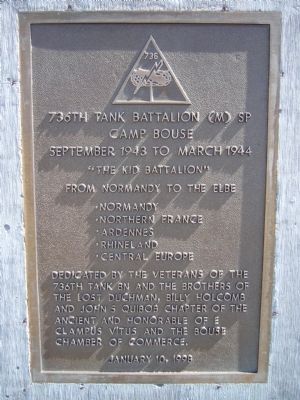 736
736TH TANK BATTALION (M) SP
CAMP BOUSE
SEPTEMBER 1943 TO MARCH 1944
"THE KID BATTALION"
FROM NORMANDY TO THE ELBE
·NORMANDY
·NORTHERN FRANCE
·ARDENNES
·RHINELAND
·CENTRAL EUROPE
DEDICATED BY THE VETERANS OF THE
736TH TANK BN AND THE BROTHERS OF
THE LOST DUCHMAN, BILLY HOLCOMB
AND JOHN S QUIBOB CHAPTER OF THE
ANCIENT AND HONORABLE OF E
CLAMPUS VITUS AND THE BOUSE
CHAMBER OF COMMERCE.
JANUARY 10, 1998